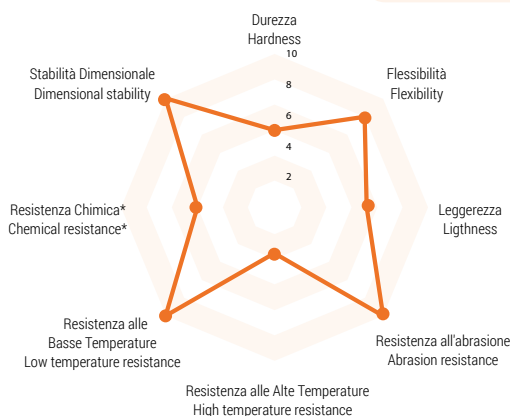 Durezza
Hardness
10
8
6
4
2
Flessibilità
Flexibility
Leggerezza
Ligthness
Resistenza all'abrasione
Abrasion resistance
Resistenza alle Alte Temperature
High temperature resistance
Resistenza alle
Basse Temperature
Low temperature resistance
Resistenza Chimica*
Chemical resistance*
Stabilità Dimensionale
Dimensional stability